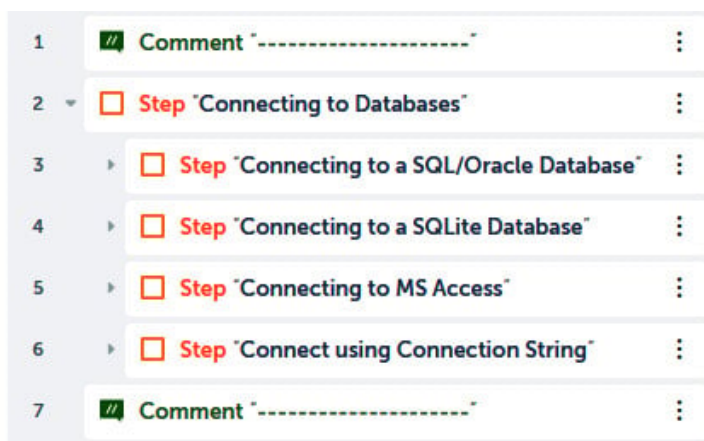 1 // Comment "---------------------"
2 Step "Connecting to Databases"
3 Step "Connecting to a SQL/Oracle Database"
4 Step "Connecting to a SQLite Database"
5 Step "Connecting to MS Access"
6 Step "Connect using Connection String"
7 // Comment "---------------------"